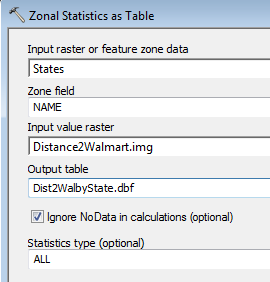 Zonal Statistics as Table
Input raster or feature zone data
States
Zone field
NAME
Input value raster
Distance2Walmart.img
Output table
Dist2WalbyState.dbf
Ignore NoData in calculations (optional)
Statistics type (optional)
ALL